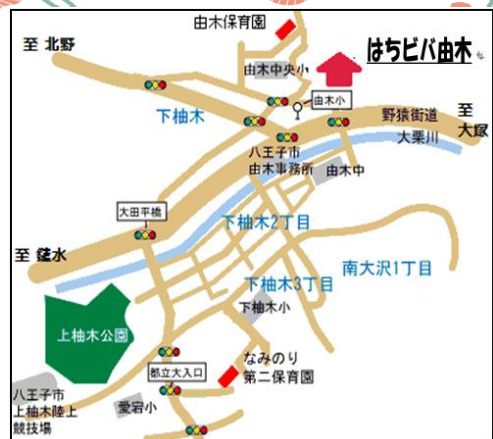 由木保育園
至 北野
はちビバ由木
由木中央小
由木小
下柚木
野猿街道
至
大塚
大栗川
八王子市
由木事務所
由木中
大田平橋
下柚木2丁目
至 鑓水
南大沢1丁目
下柚木3丁目
下柚木小
上柚木公園
なみのり
第二保育園
都立大入口
八王子市
上柚木陸上
競技場
愛宕小